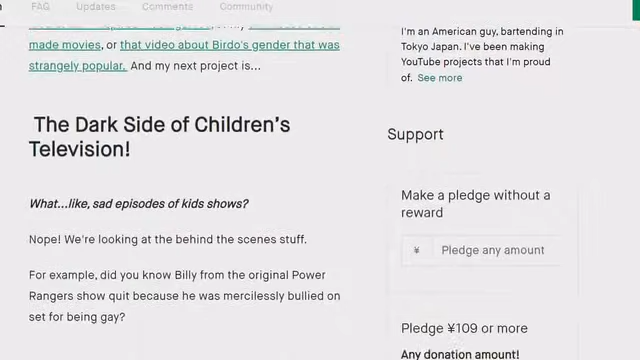 FAQ Updates Comments Community
made movies, or that video about Birdo's gender that was
strangely popular. And my next project is...
The Dark Side of Children's
Television!
What...like, sad episodes of kids shows?
Nope! We're looking at the behind the scenes stuff.
For example, did you know Billy from the original Power
Rangers show quit because he was mercilessly bullied on
set for being gay?
I'm an American guy, bartending in
Tokyo Japan. I've been making
YouTube projects that I'm proud
of. See more
Support
Make a pledge without a
reward
¥ Pledge any amount
Pledge ¥109 or more
Any donation amount!